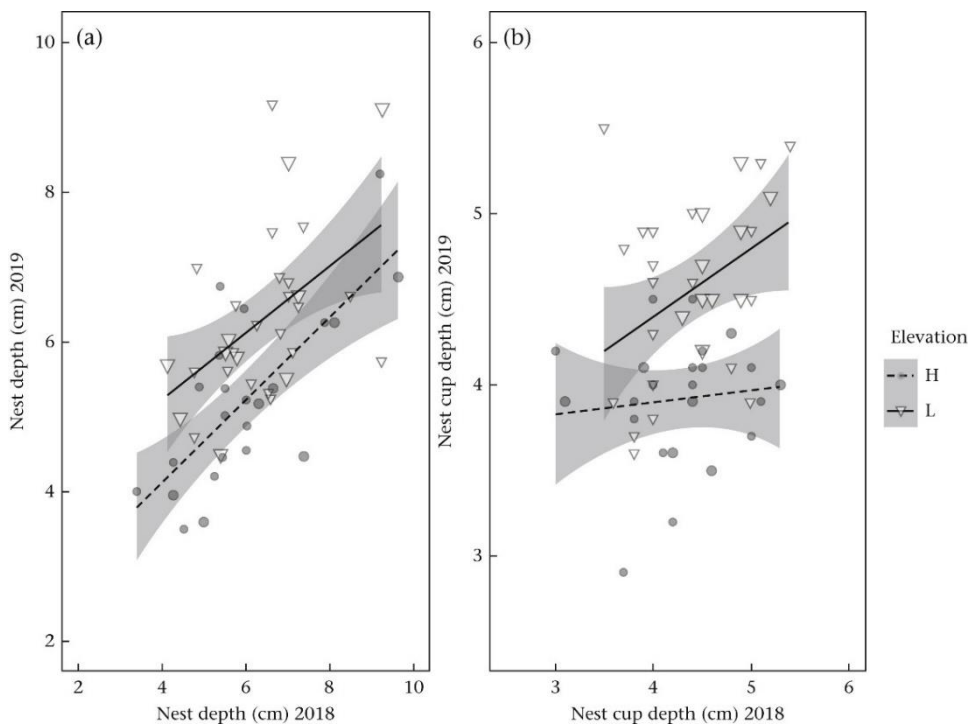 (a)
10
8
6
4
2
Nest depth (cm) 2019
2 4 6 8 10
Nest depth (cm) 2018
(b)
6
5
4
3
Nest cup depth (cm) 2019
3 4 5 6
Nest cup depth (cm) 2018
Elevation
H
L